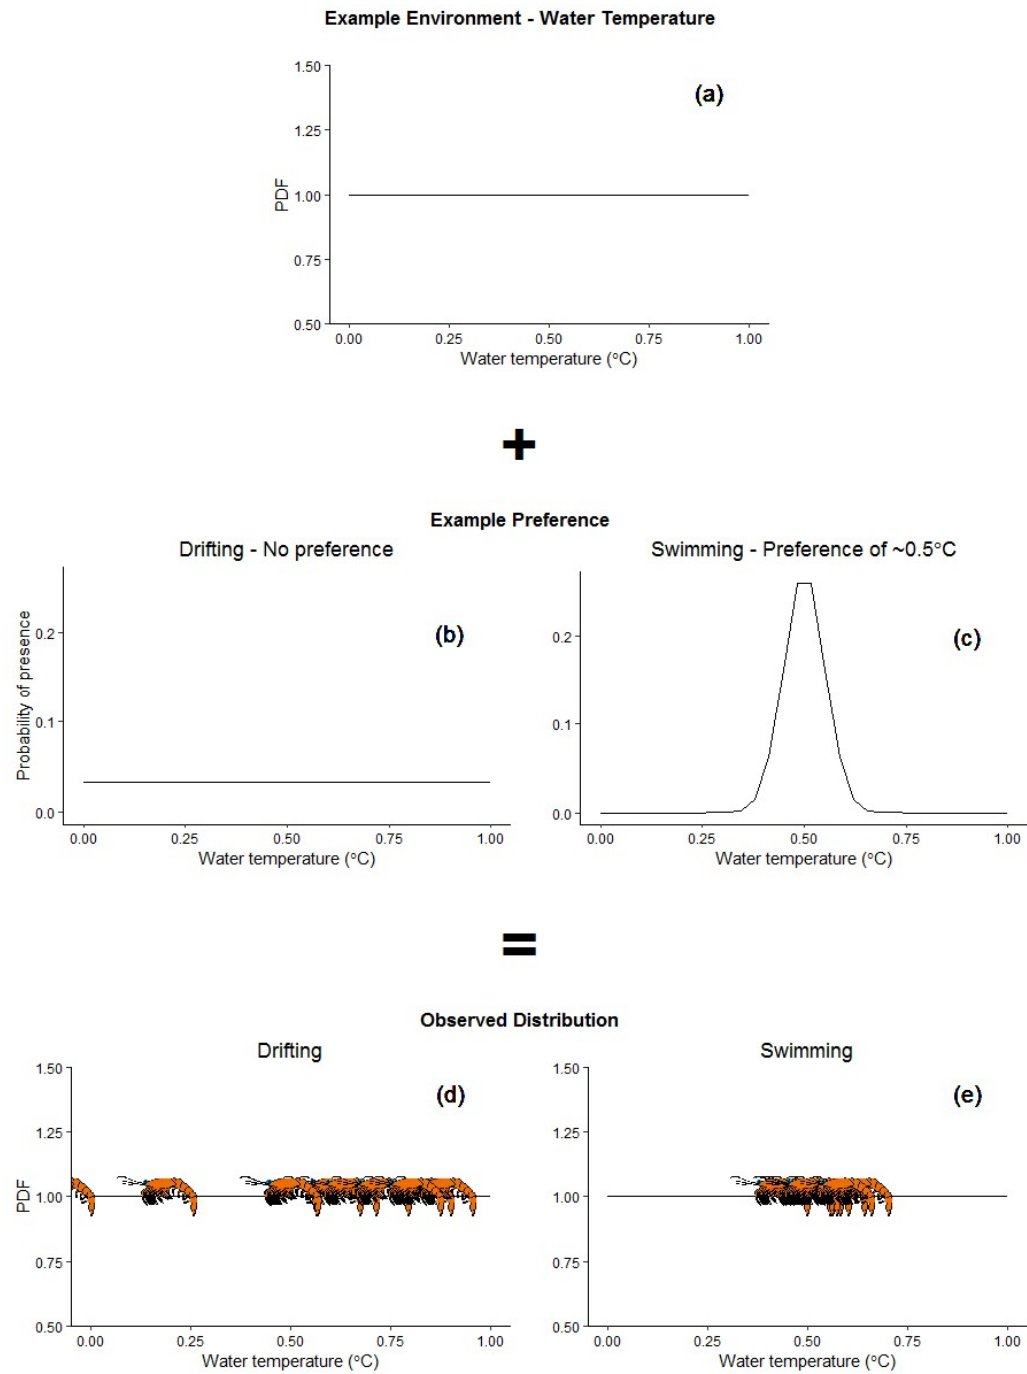 Example Environment - Water Temperature
1.50
(a)
1.25
PDF
1.00
0.75
0.50
0.00 0.25 0.50 0.75 1.00
Water temperature (°C)
+
Example Preference
Drifting - No preference
Swimming - Preference of ~0.5°C
Probability of presence
0.2
(b)
0.1
0.0
0.00 0.25 0.50 0.75 1.00
Water temperature (°C)
0.2
(c)
0.1
0.0
0.00 0.25 0.50 0.75 1.00
Water temperature (°C)
=
Observed Distribution
Drifting
1.50
(d)
1.25
PDF
1.00
0.75
0.50
0.00 0.25 0.50 0.75 1.00
Water temperature (°C)
Swimming
1.50
(e)
1.25
1.00
0.75
0.50
0.00 0.25 0.50 0.75 1.00
Water temperature (°C)